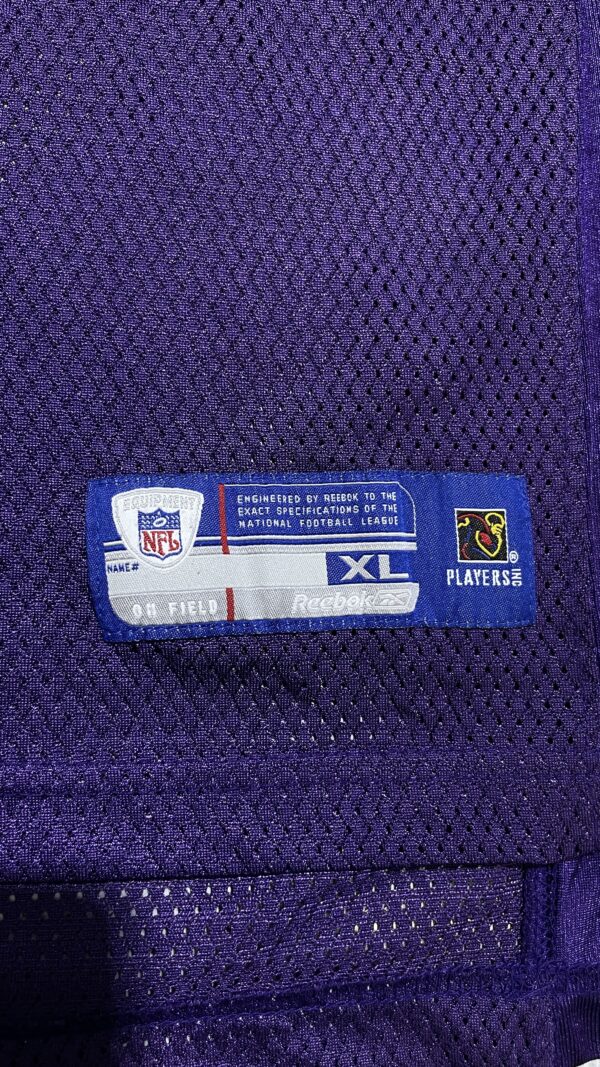 EQUIPMENT
NFL
ENGINEERED BY REEBOK TO THE
EXACT SPECIFICATIONS OF THE
NATIONAL FOOTBALL LEAGUE
NAME#
XL
ON FIELD
Reebok
PLAYERS INC
®